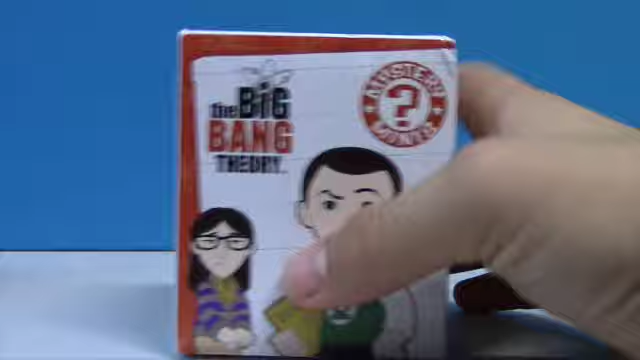 the BIG
BANG
THEORY
MYSTERY
?
MINIS